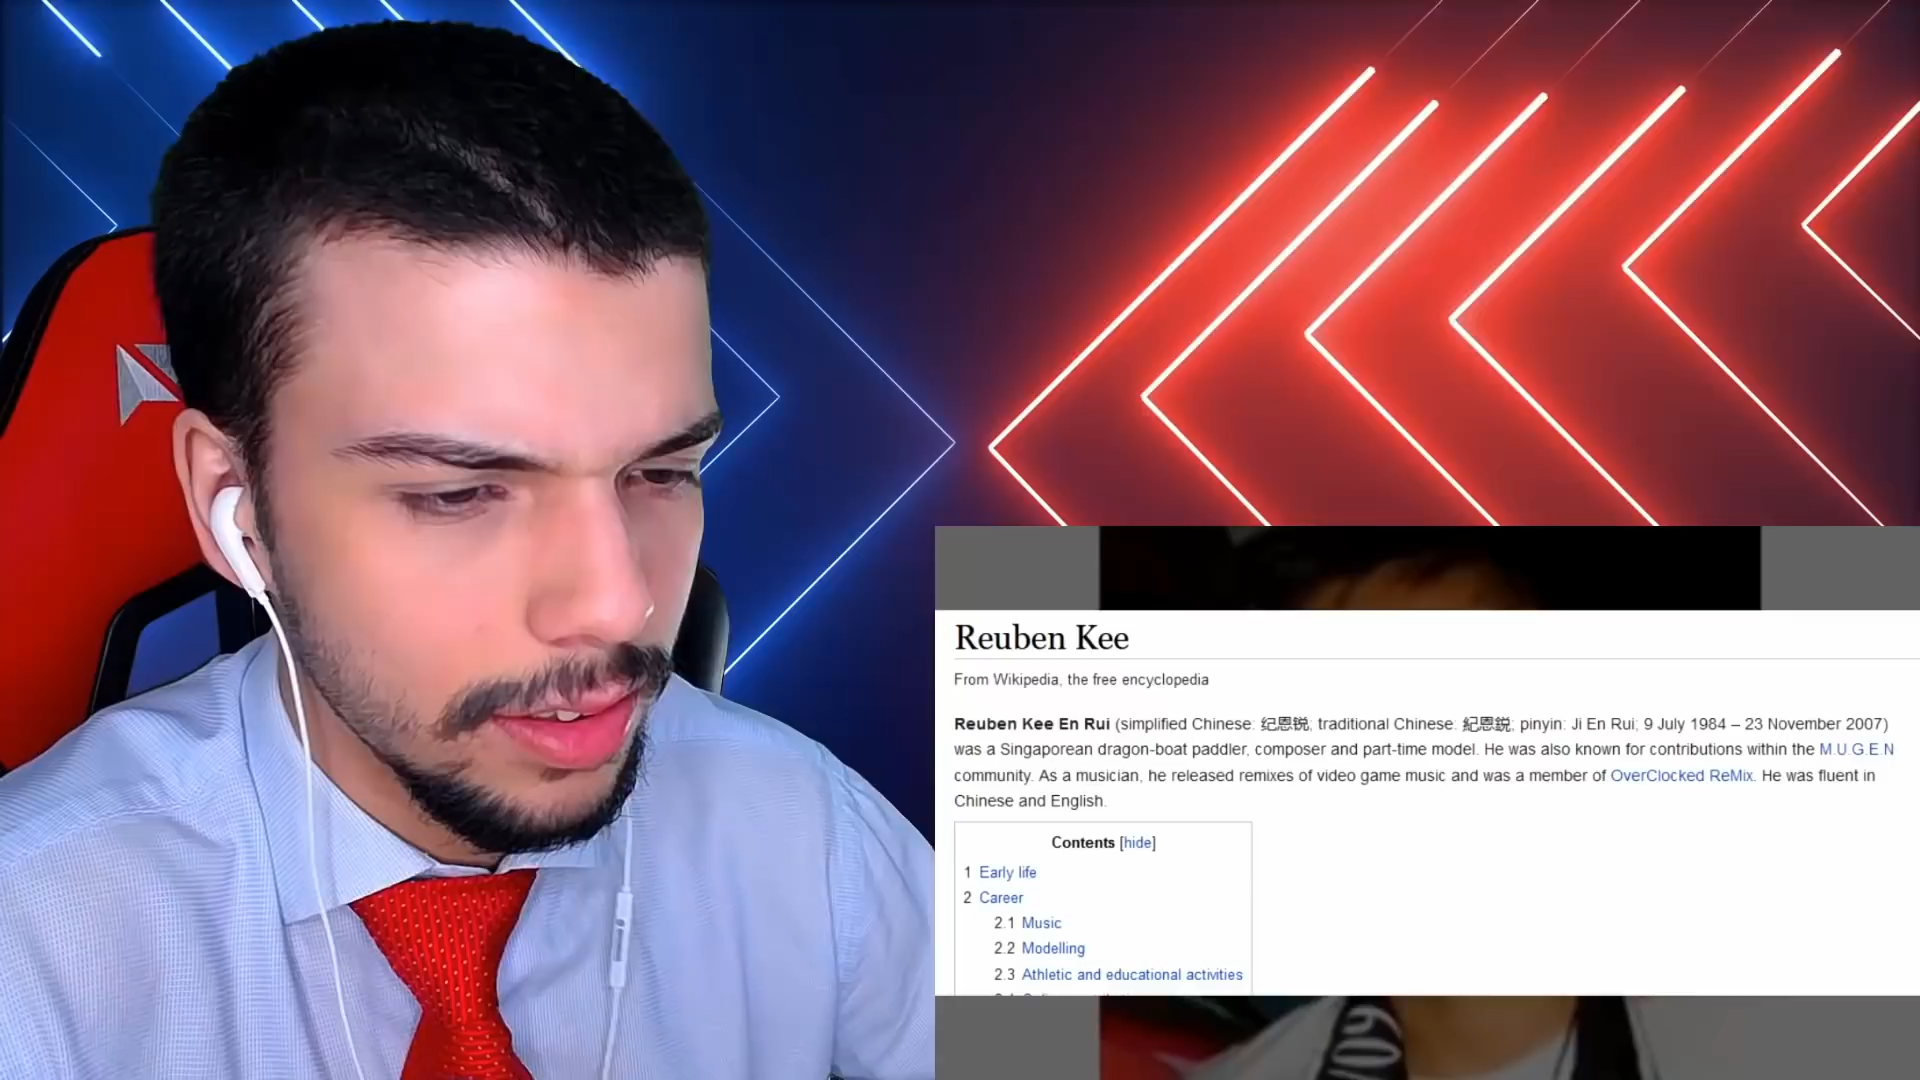 Reuben Kee
From Wikipedia, the free encyclopedia
Reuben Kee En Rui (simplified Chinese: 纪恩锐; traditional Chinese: 紀恩銳; pinyin: Ji En Rui; 9 July 1984 – 23 November 2007)
was a Singaporean dragon-boat paddler, composer and part-time model. He was also known for contributions within the M.U.G.E.N
community. As a musician, he released remixes of video game music and was a member of OverClocked ReMix. He was fluent in
Chinese and English.
Contents [hide]
1 Early life
2 Career
2.1 Music
2.2 Modelling
2.3 Athletic and educational activities